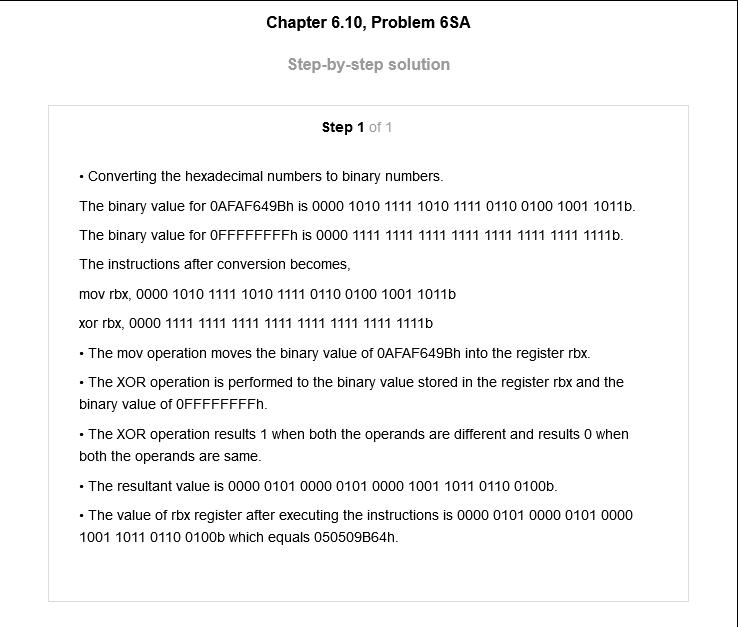 Chapter 6.10, Problem 6SA
Step-by-step solution
Step 1 of 1
• Converting the hexadecimal numbers to binary numbers.
The binary value for 0AFAF649Bh is 0000 1010 1111 1010 1111 0110 0100 1001 1011b.
The binary value for 0FFFFFFFFh is 0000 1111 1111 1111 1111 1111 1111 1111 1111b.
The instructions after conversion becomes,
mov rbx, 0000 1010 1111 1010 1111 0110 0100 1001 1011b
xor rbx, 0000 1111 1111 1111 1111 1111 1111 1111 1111b
• The mov operation moves the binary value of 0AFAF649Bh into the register rbx.
• The XOR operation is performed to the binary value stored in the register rbx and the
binary value of 0FFFFFFFFh.
• The XOR operation results 1 when both the operands are different and results 0 when
both the operands are same.
• The resultant value is 0000 0101 0000 0101 0000 1001 1011 0110 0100b.
• The value of rbx register after executing the instructions is 0000 0101 0000 0101 0000
1001 1011 0110 0100b which equals 050509B64h.